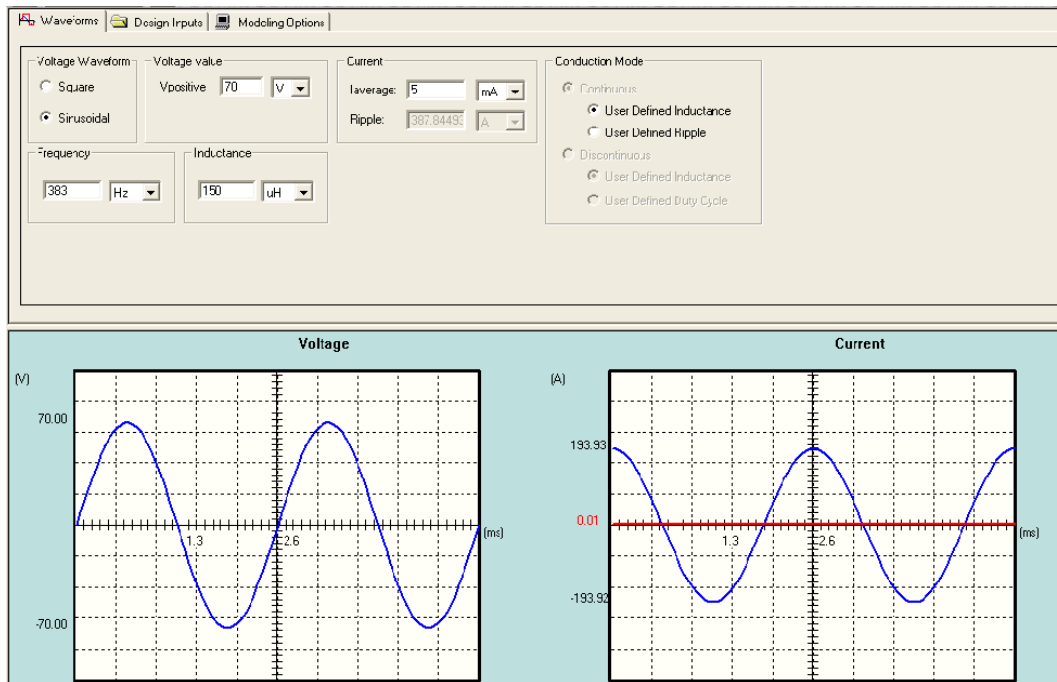 Waveforms Design Inputs Modeling Options
Voltage Waveform Voltage value Current Conduction Mode
Square Vpositive 70 V Iaverage: 5 mA Continuous
Sinusoidal Ripple: 387.84493 A User Defined Inductance
User Defined Ripple
Frequency Inductance Discontinuous
383 Hz 150 uH User Defined Inductance
User Defined Duty Cycle
Voltage Current
(V) (A)
70.00 193.93
0.01 1.3 2.6 (ms) 1.3 2.6 (ms)
-70.00 -193.92